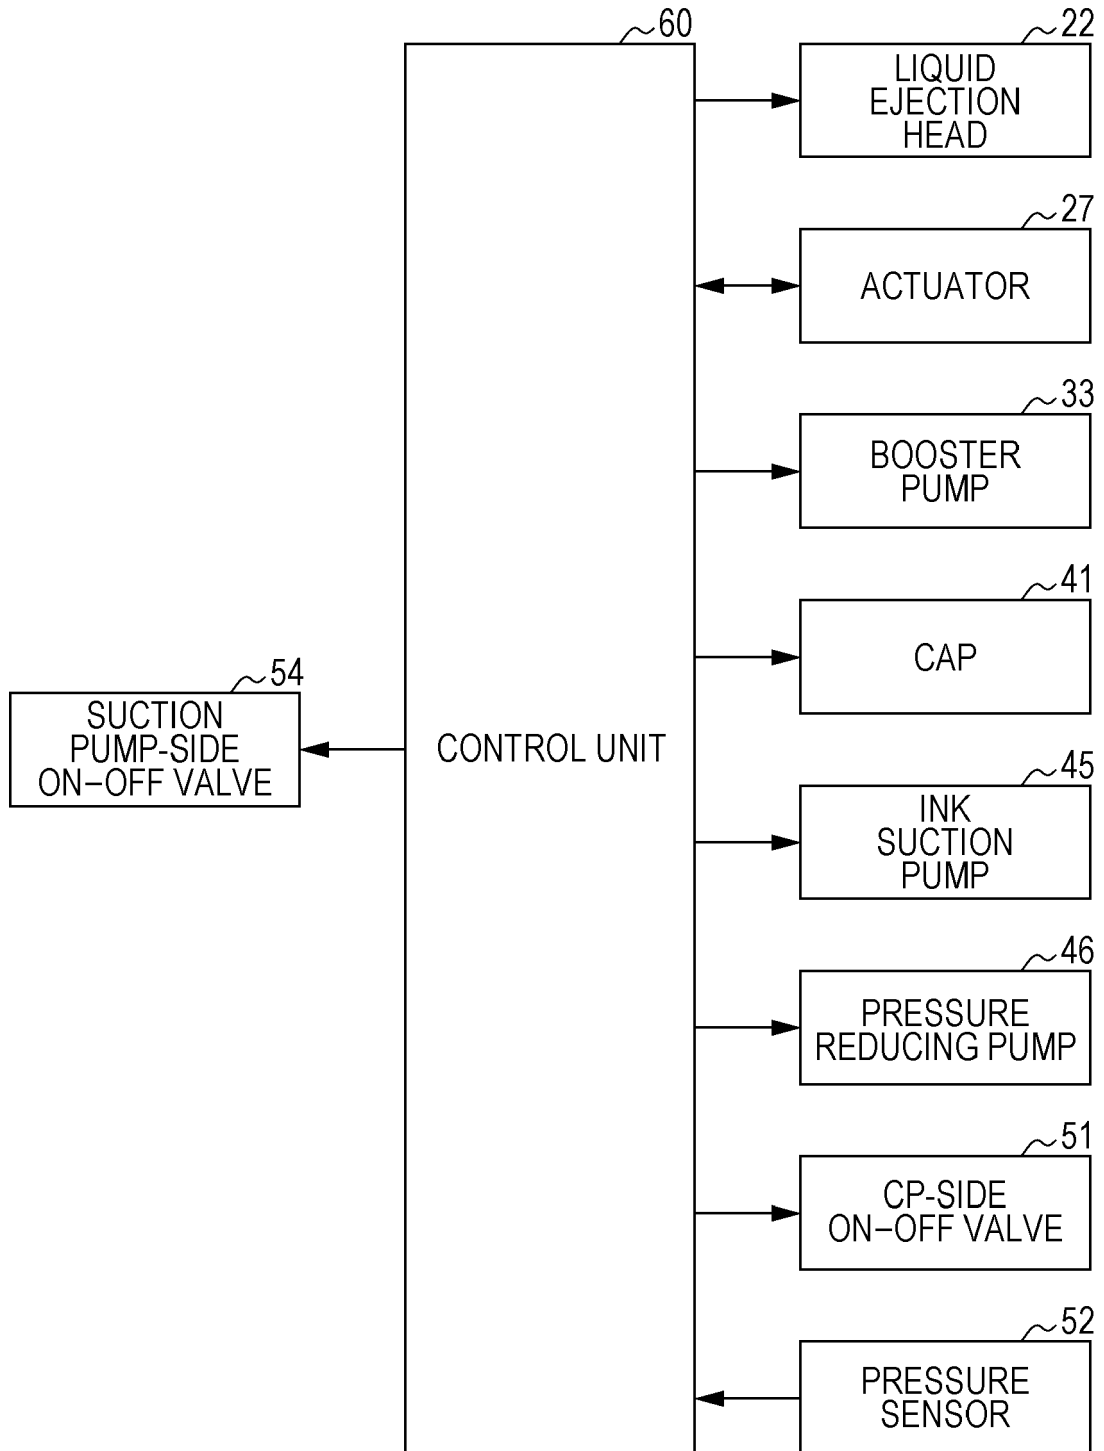 60
22
LIQUID
EJECTION
HEAD
27
ACTUATOR
33
BOOSTER
PUMP
41
CAP
54
SUCTION
PUMP-SIDE
ON–OFF VALVE
CONTROL UNIT
45
INK
SUCTION
PUMP
46
PRESSURE
REDUCING PUMP
51
CP-SIDE
ON–OFF VALVE
52
PRESSURE
SENSOR